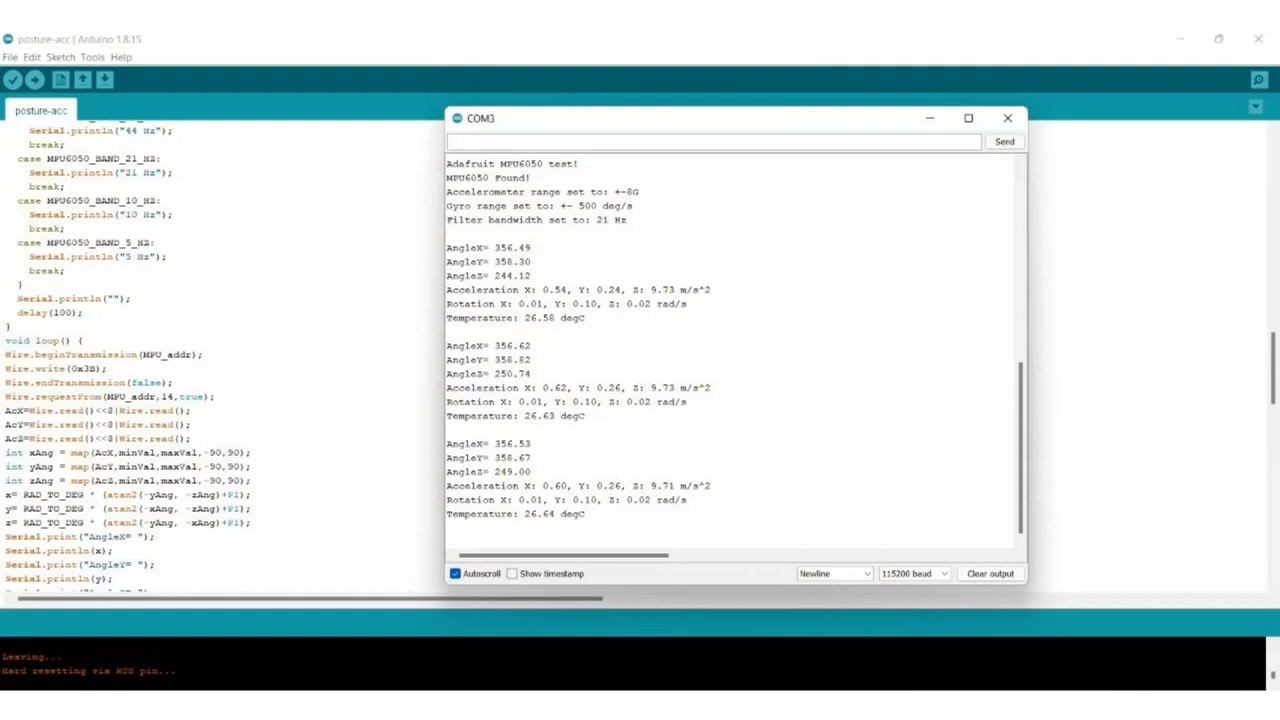 posture-acc | Arduino 1.8.15
File Edit Sketch Tools Help
posture-acc
Serial.println("44 Hz");
break;
case MPU6050_BAND_21_HZ:
Serial.println("21 Hz");
break;
case MPU6050_BAND_10_HZ:
Serial.println("10 Hz");
break;
case MPU6050_BAND_5_HZ:
Serial.println("5 Hz");
break;
}
Serial.println("");
delay(100);
}
void loop() {
Wire.beginTransmission(MPU_addr);
Wire.write(0x3B);
Wire.endTransmission(false);
Wire.requestFrom(MPU_addr,14,true);
AcX=Wire.read()<<8|Wire.read();
AcY=Wire.read()<<8|Wire.read();
AcZ=Wire.read()<<8|Wire.read();
int xAng = map(AcX,minVal,maxVal,-90,90);
int yAng = map(AcY,minVal,maxVal,-90,90);
int zAng = map(AcZ,minVal,maxVal,-90,90);
x= RAD_TO_DEG * (atan2(-yAng, -zAng)+PI);
y= RAD_TO_DEG * (atan2(-xAng, -zAng)+PI);
z= RAD_TO_DEG * (atan2(-yAng, -xAng)+PI);
Serial.print("AngleX= ");
Serial.println(x);
Serial.print("AngleY= ");
Serial.println(y);
COM3
Send
Adafruit MPU6050 test!
MPU6050 Found!
Accelerometer range set to: +-8G
Gyro range set to: +- 500 deg/s
Filter bandwidth set to: 21 Hz
AngleX= 356.49
AngleY= 358.30
AngleZ= 244.12
Acceleration X: 0.54, Y: 0.24, Z: 9.73 m/s^2
Rotation X: 0.01, Y: 0.10, Z: 0.02 rad/s
Temperature: 26.58 degC
AngleX= 356.62
AngleY= 358.82
AngleZ= 250.74
Acceleration X: 0.62, Y: 0.26, Z: 9.73 m/s^2
Rotation X: 0.01, Y: 0.10, Z: 0.02 rad/s
Temperature: 26.63 degC
AngleX= 356.53
AngleY= 358.67
AngleZ= 249.00
Acceleration X: 0.60, Y: 0.26, Z: 9.71 m/s^2
Rotation X: 0.01, Y: 0.10, Z: 0.02 rad/s
Temperature: 26.64 degC
Autoscroll Show timestamp Newline 115200 baud Clear output
Leaving...
Hard resetting via RTS pin...